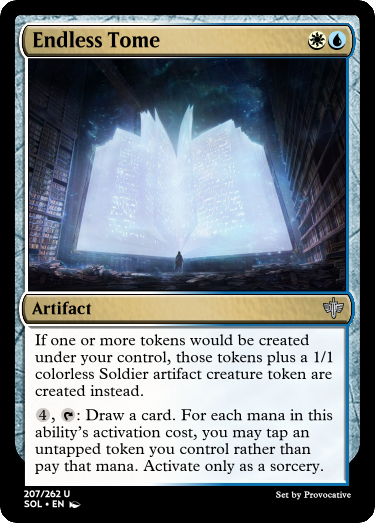 Endless Tome
Artifact
If one or more tokens would be created
under your control, those tokens plus a 1/1
colorless Soldier artifact creature token are
created instead.
4, : Draw a card. For each mana in this
ability's activation cost, you may tap an
untapped token you control rather than
pay that mana. Activate only as a sorcery.
207/262 U
SOL • EN
Set by Provocative